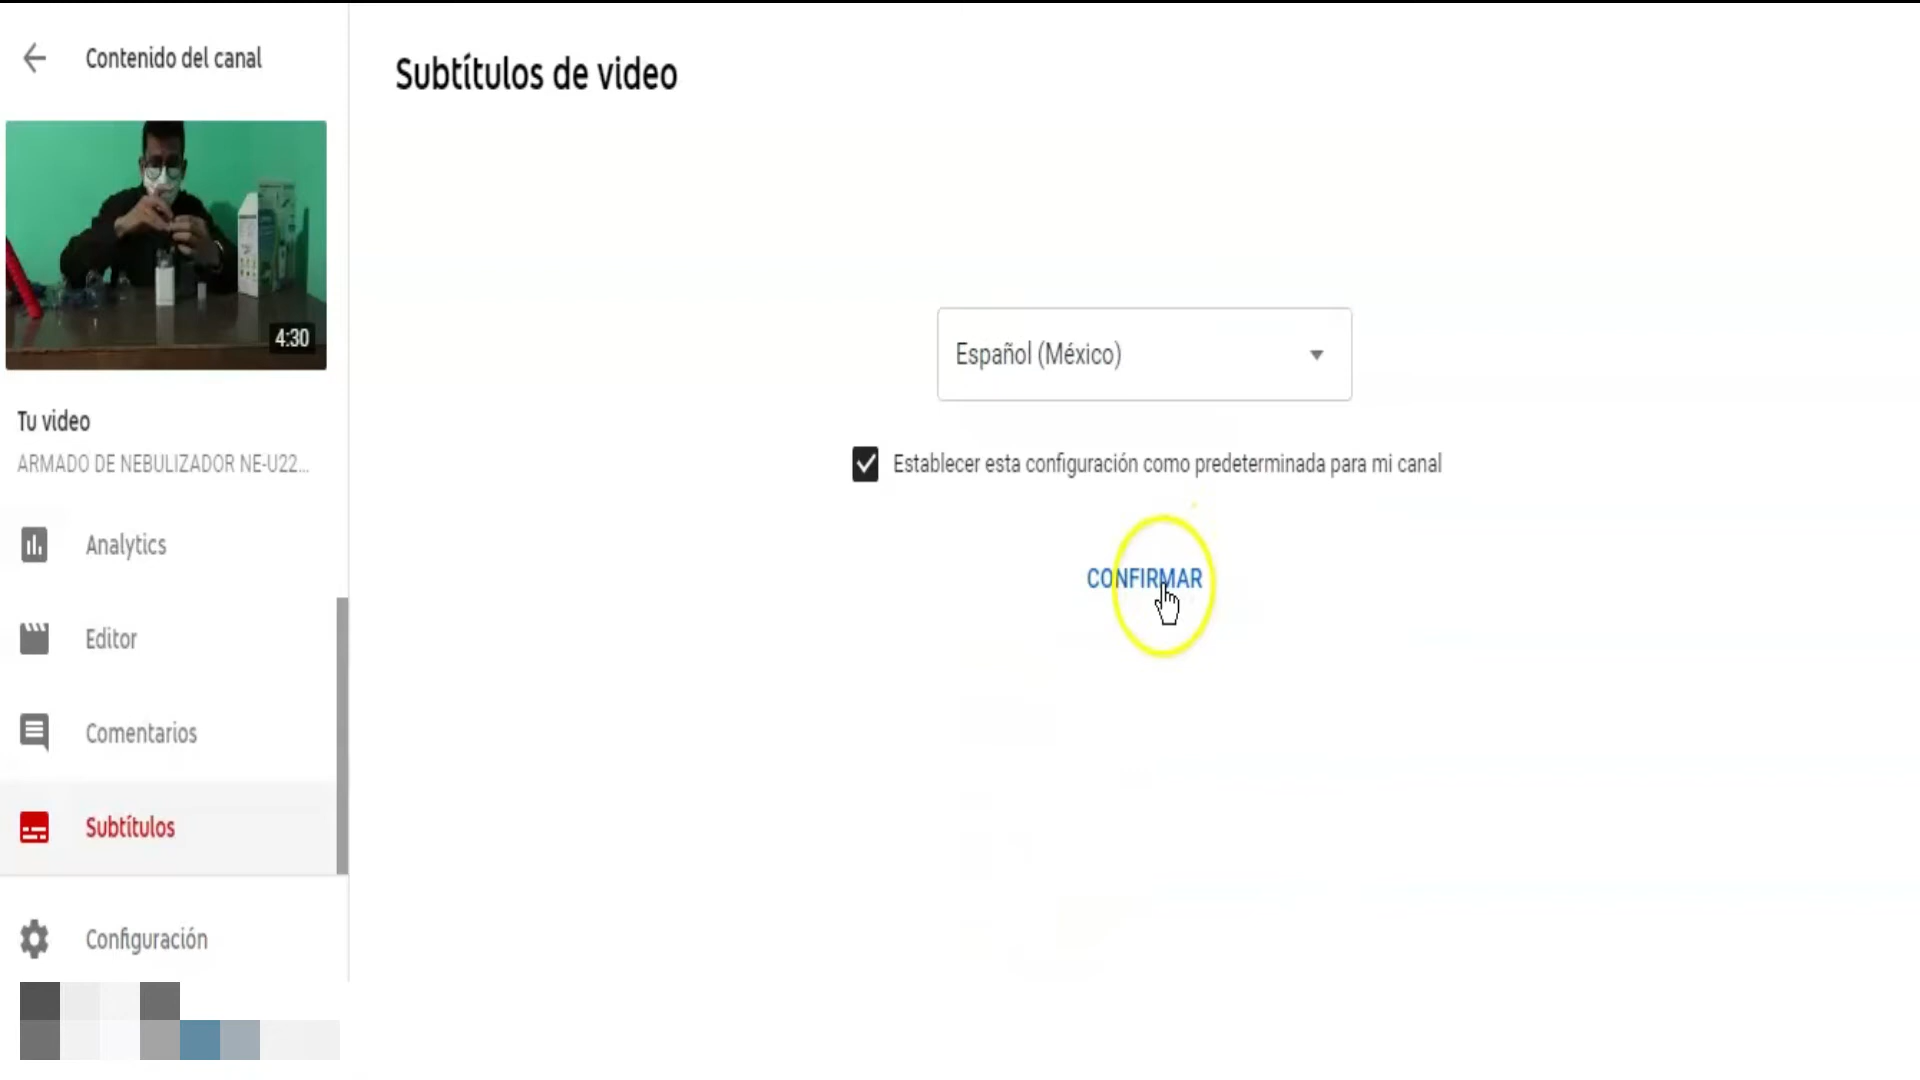 Contenido del canal
Subtítulos de video
4:30
Tu video
ARMADO DE NEBULIZADOR NE-U22...
Analytics
Editor
Comentarios
Subtítulos
Configuración
Español (México)
Establecer esta configuración como predeterminada para mi canal
CONFIRMAR